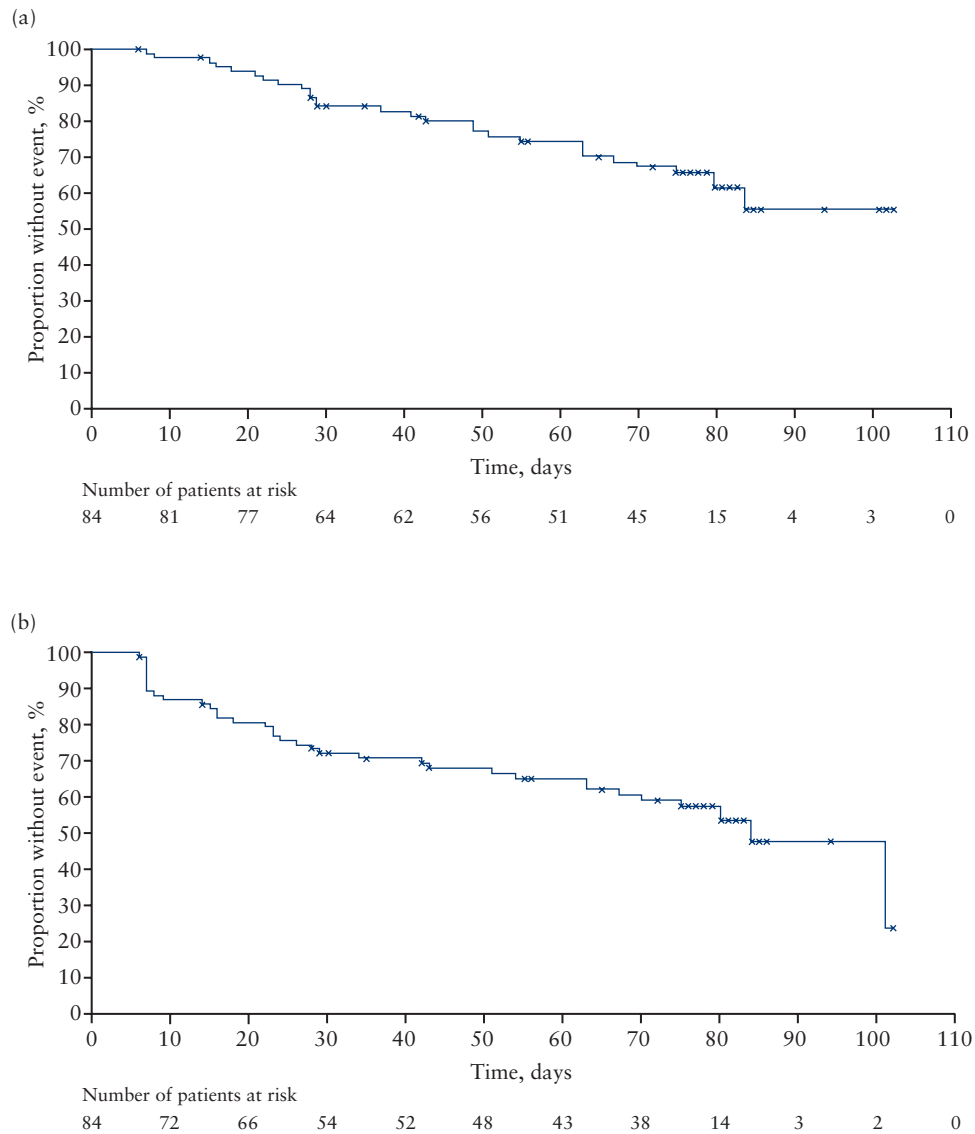 (a)
100
90
80
70
60
50
40
30
20
10
0
Proportion without event, %
0 10 20 30 40 50 60 70 80 90 100 110
Time, days
Number of patients at risk
84 81 77 64 62 56 51 45 15 4 3 0
(b)
100
90
80
70
60
50
40
30
20
10
0
Proportion without event, %
0 10 20 30 40 50 60 70 80 90 100 110
Time, days
Number of patients at risk
84 72 66 54 52 48 43 38 14 3 2 0